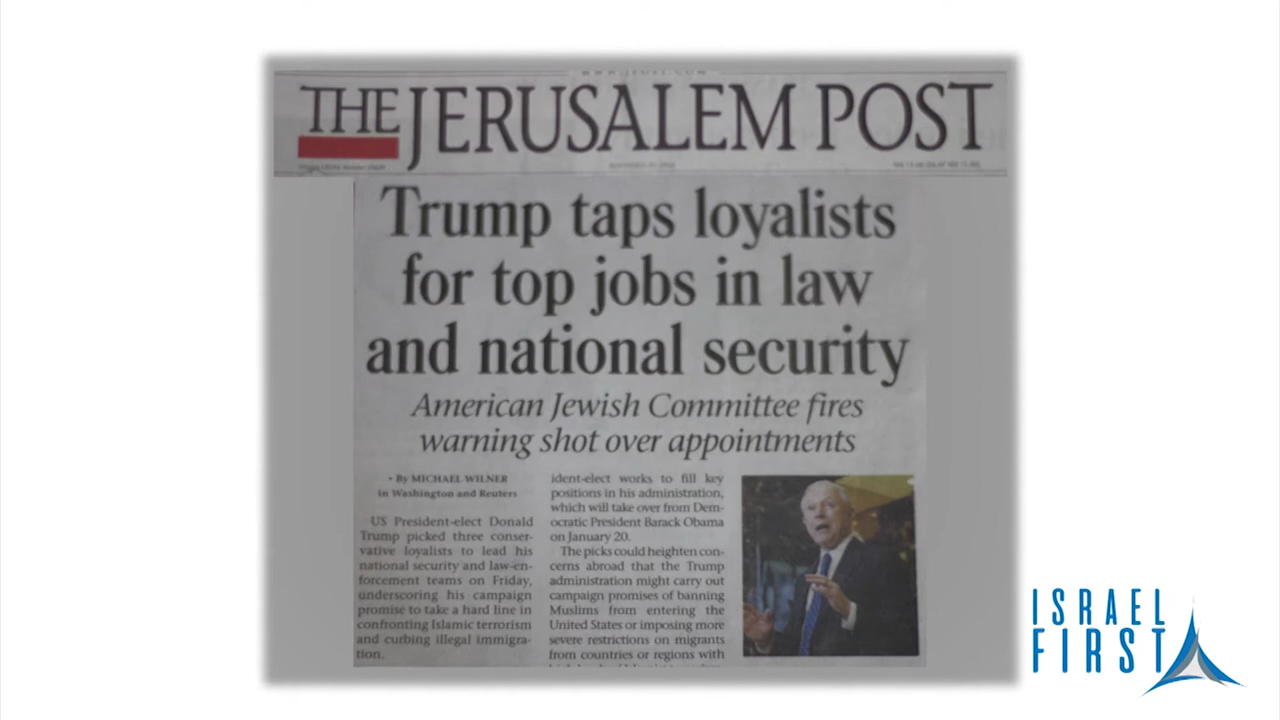 THE JERUSALEM POST
Trump taps loyalists
for top jobs in law
and national security
American Jewish Committee fires
warning shot over appointments
• By MICHAEL WILNER
in Washington and Reuters
US President-elect Donald
Trump picked three conser-
vative loyalists to lead his
national security and law-en-
forcement teams on Friday,
underscoring his campaign
promise to take a hard line in
confronting Islamic terrorism
and curbing illegal immigra-
tion.
ident-elect works to fill key
positions in his administration,
which will take over from Dem-
ocratic President Barack Obama
on January 20.
The picks could heighten con-
cerns abroad that the Trump
administration might carry out
campaign promises of banning
Muslims from entering the
United States or imposing more
severe restrictions on migrants
from countries or regions with
ISRAEL
FIRST